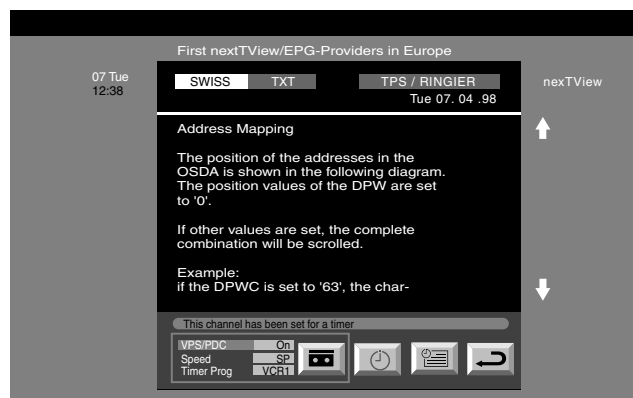 First nextTView/EPG-Providers in Europe
07 Tue
12:38
SWISS TXT TPS / RINGIER
nexTView
Tue 07. 04 .98
Address Mapping
The position of the addresses in the
OSDA is shown in the following diagram.
The position values of the DPW are set
to '0'.
If other values are set, the complete
combination will be scrolled.
Example:
if the DPWC is set to '63', the char-
This channel has been set for a timer
VPS/PDC On
Speed SP
Timer Prog VCR1